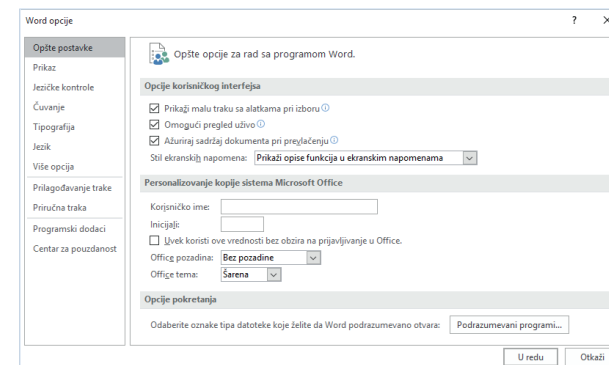 Word opcije
?
Opšte postavke
Prikaz
Jezičke kontrole
Čuvanje
Tipografija
Jezik
Više opcija
Prilagođavanje trake
Priručna traka
Programski dodaci
Centar za pouzdanost
Opšte opcije za rad sa programom Word.
Opcije korisničkog interfejsa
Prikaži malu traku sa alatkama pri izboru
Omogući pregled uživo
Ažuriraj sadržaj dokumenta pri prevlačenju
Stil ekranskih napomena: Prikaži opise funkcija u ekranskim napomenama
Personalizovanje kopije sistema Microsoft Office
Korisničko ime:
Inicijali:
Uvek koristi ove vrednosti bez obzira na prijavljivanje u Office.
Office pozadina: Bez pozadine
Office tema: Šarena
Opcije pokretanja
Odaberite oznake tipa datoteke koje želite da Word podrazumevano otvara: Podrazumevani programi...
U redu Otkaži